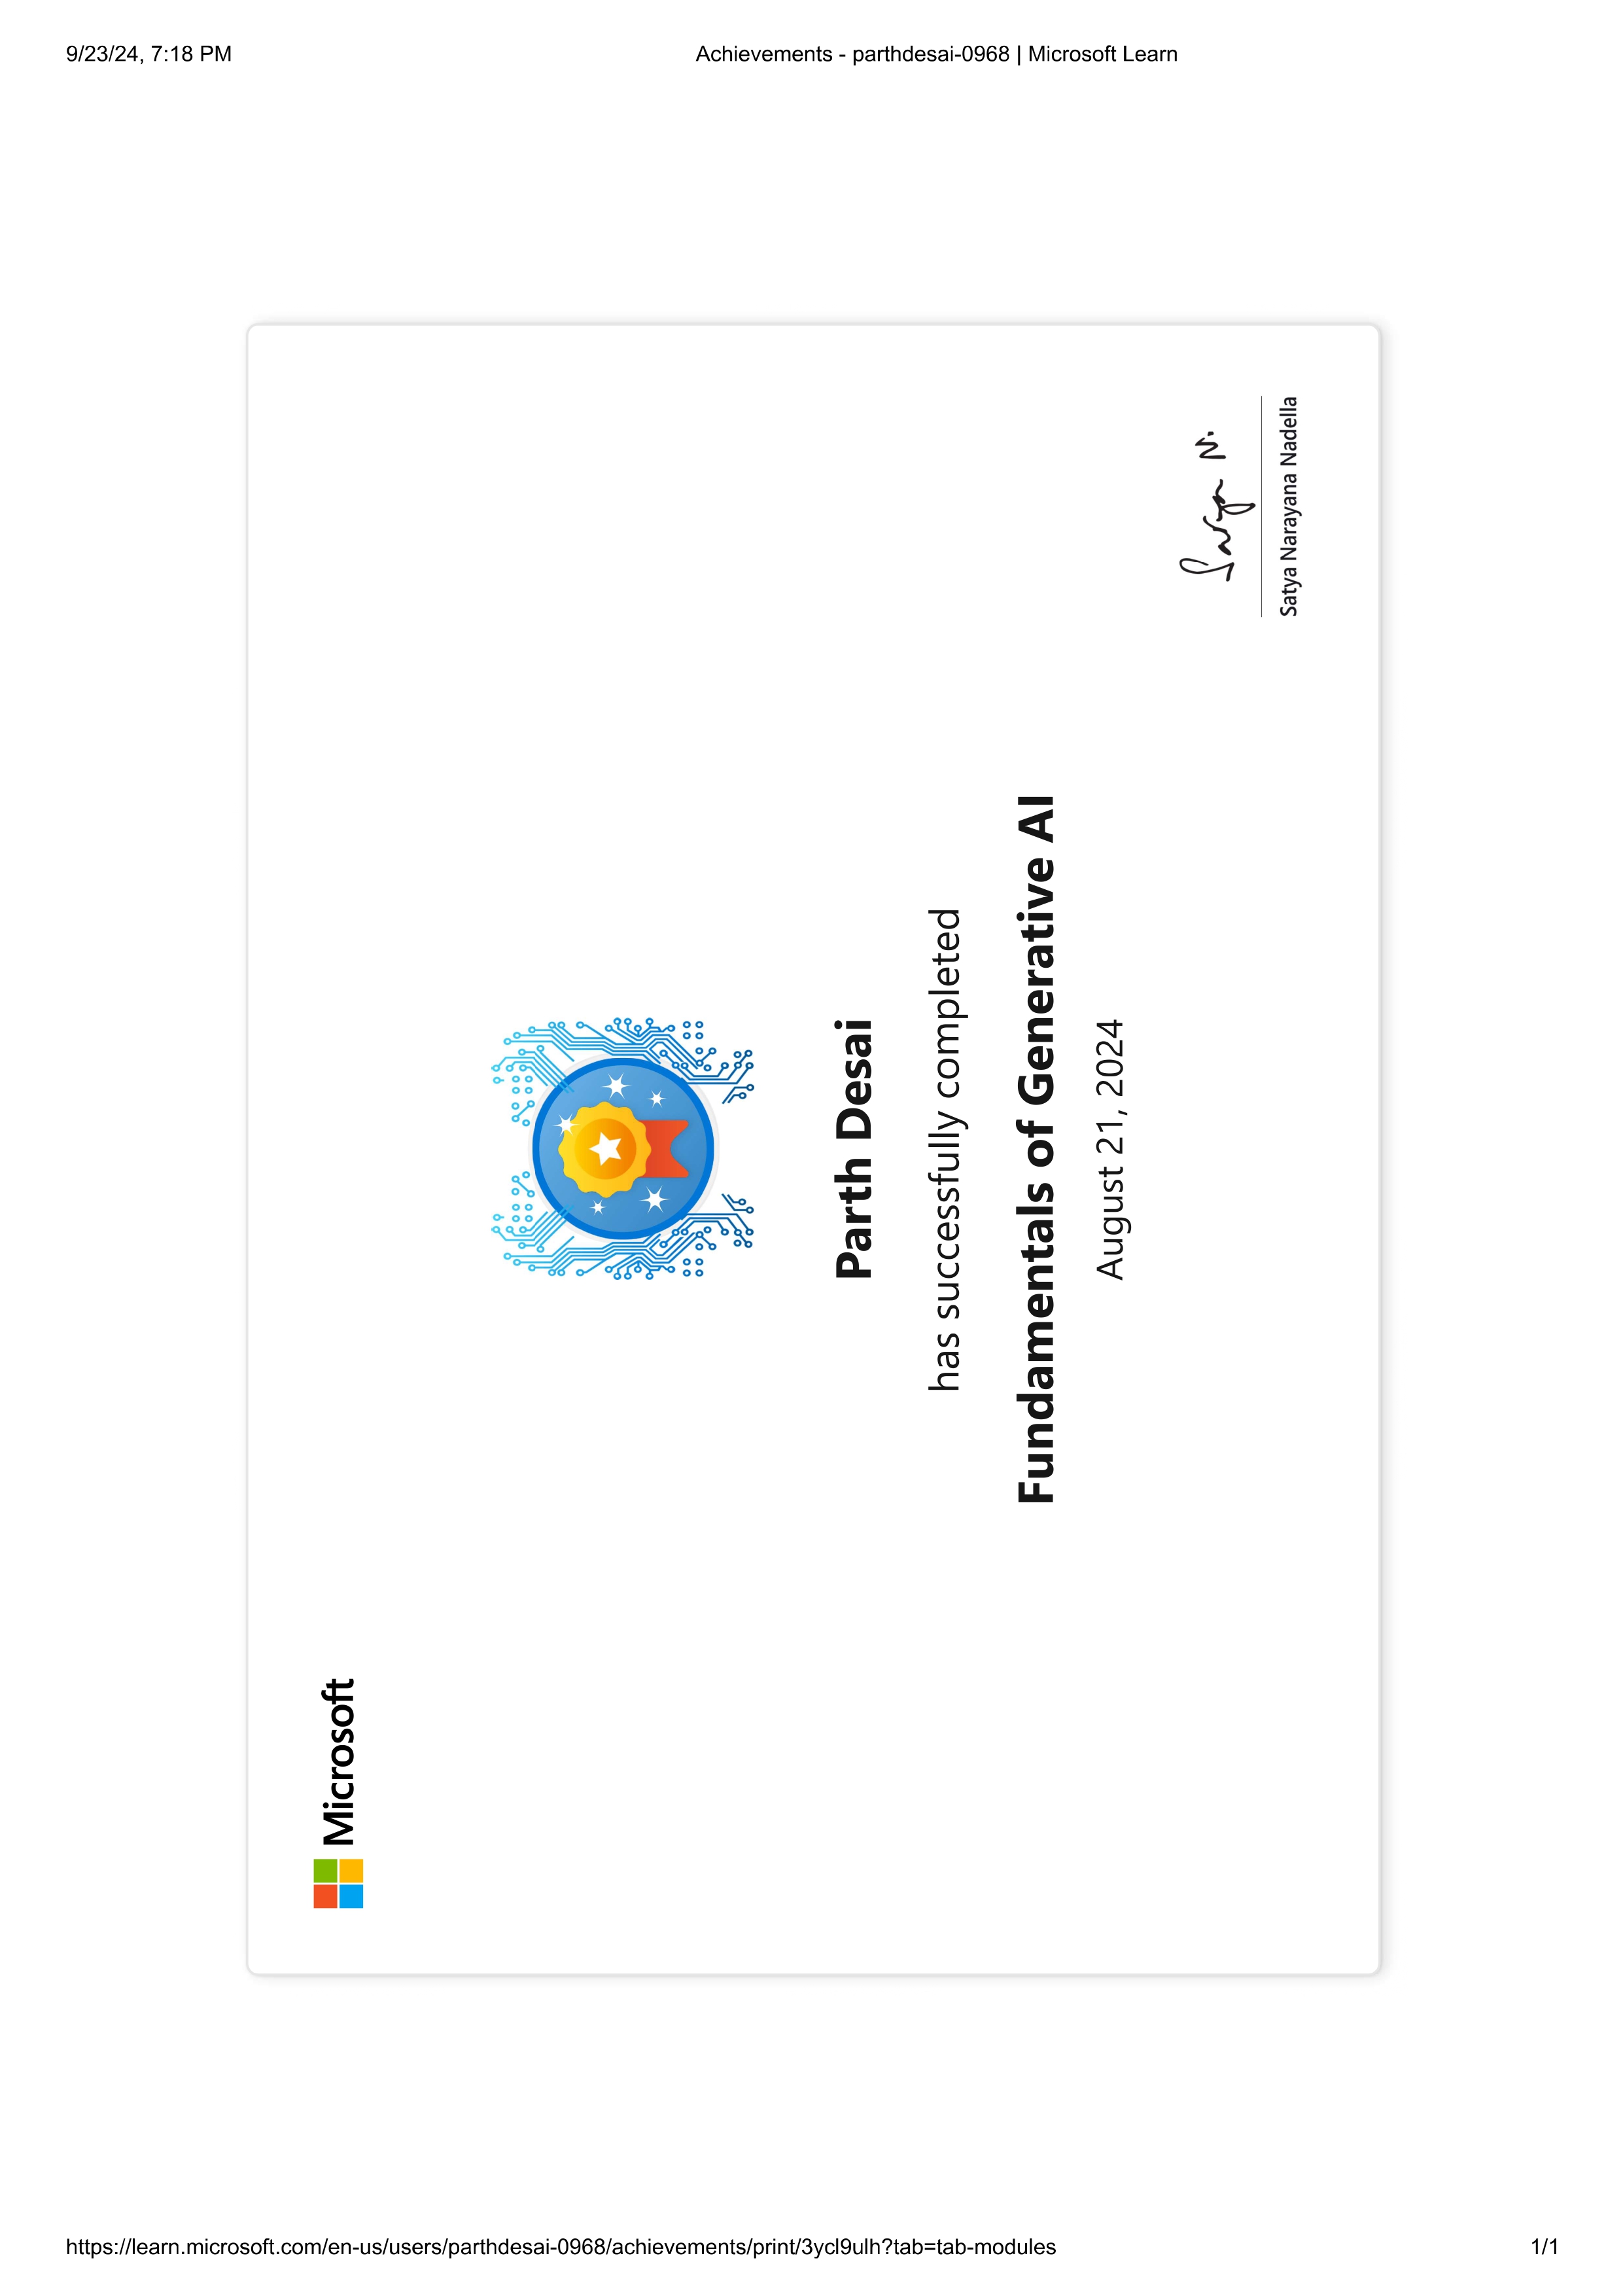 9/23/24, 7:18 PM
Achievements - parthdesai-0968 | Microsoft Learn
Microsoft
Parth Desai
has successfully completed
Fundamentals of Generative AI
August 21, 2024
Satya N.
Satya Narayana Nadella
https://learn.microsoft.com/en-us/users/parthdesai-0968/achievements/print/3ycl9ulh?tab=tab-modules
1/1